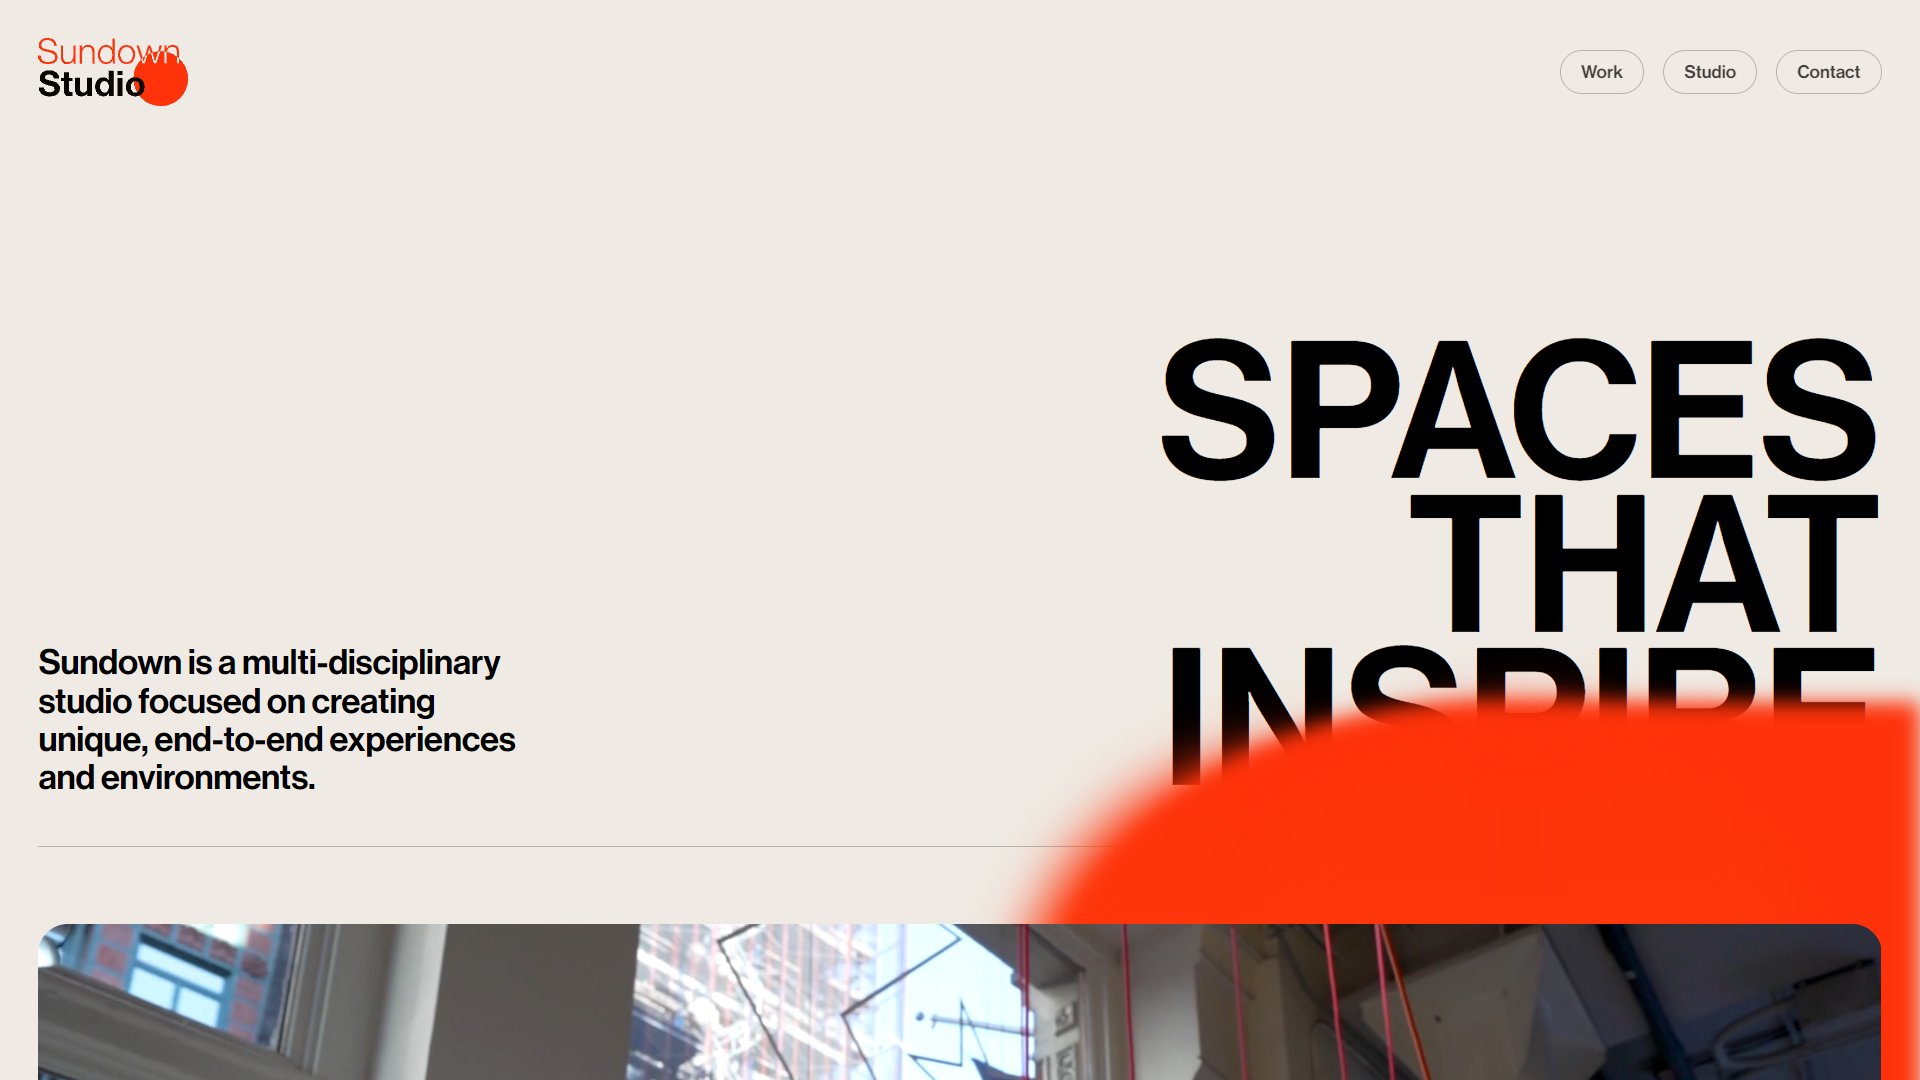 Sundown
Studio
Work
Studio
Contact
SPACES
THAT
INSPIRE
Sundown is a multi-disciplinary
studio focused on creating
unique, end-to-end experiences
and environments.